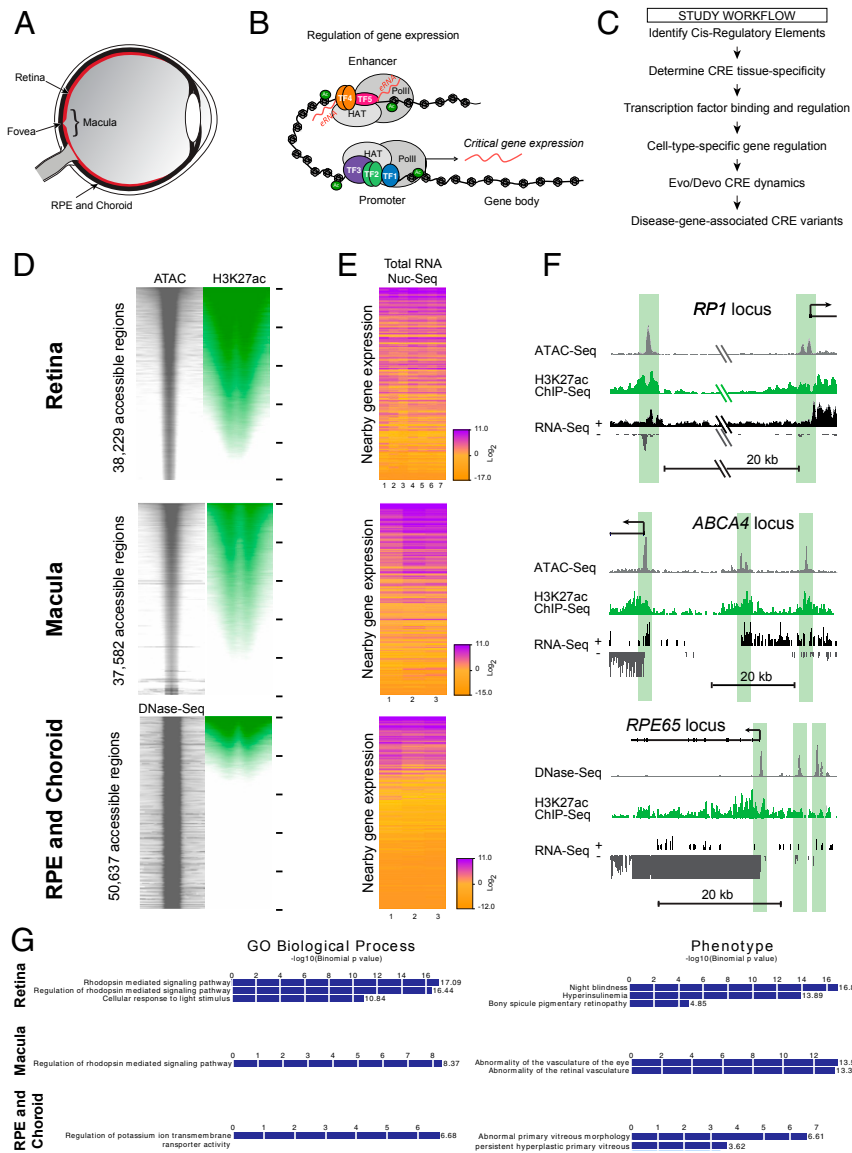 A
Retina
Fovea
Macula
RPE and Choroid
B
Regulation of gene expression
Enhancer
Ac
TF4
TF5
eRNA
eRNA
PolII
HAT
Ac
Critical gene expression
HAT
PolII
TF3
TF2
TF1
Ac
Ac
Promoter
Gene body
C
STUDY WORKFLOW
Identify Cis-Regulatory Elements
Determine CRE tissue-specificity
Transcription factor binding and regulation
Cell-type-specific gene regulation
Evo/Devo CRE dynamics
Disease-gene-associated CRE variants
D
ATAC
H3K27ac
Retina
38,229 accessible regions
Macula
37,582 accessible regions
DNase-Seq
RPE and Choroid
50,637 accessible regions
E
Total RNA
Nuc-Seq
Nearby gene expression
11.0
0
-17.0
Log2
1 2 3 4 5 6 7
Nearby gene expression
11.0
0
-15.0
Log2
1 2 3
Nearby gene expression
11.0
0
-12.0
Log2
1 2 3
F
RP1 locus
ATAC-Seq
H3K27ac
ChIP-Seq
RNA-Seq +
-
20 kb
ABCA4 locus
ATAC-Seq
H3K27ac
ChIP-Seq
RNA-Seq +
-
20 kb
RPE65 locus
DNase-Seq
H3K27ac
ChIP-Seq
RNA-Seq +
-
20 kb
G
GO Biological Process
-log10(Binomial p value)
Retina
0 2 4 6 8 10 12 14 16
Rhodopsin mediated signaling pathway 17.09
Regulation of rhodopsin mediated signaling pathway 16.44
Cellular response to light stimulus 10.84
Macula
0 1 2 3 4 5 6 7 8
Regulation of rhodopsin mediated signaling pathway 8.37
RPE and
Choroid
0 1 2 3 4 5 6
Regulation of potassium ion transmembrane 6.68
ransporter activity
Phenotype
-log10(Binomial p value)
0 2 4 6 8 10 12 14 16
Night blindness 16.8
Hyperinsulinemia 13.89
Bony spicule pigmentary retinopathy 4.85
0 2 4 6 8 10 12
Abnormality of the vasculature of the eye 13.5
Abnormality of the retinal vasculature 13.3
0 1 2 3 4 5 6 7
Abnormal primary vitreous morphology 6.61
persistent hyperplastic primary vitreous 3.62